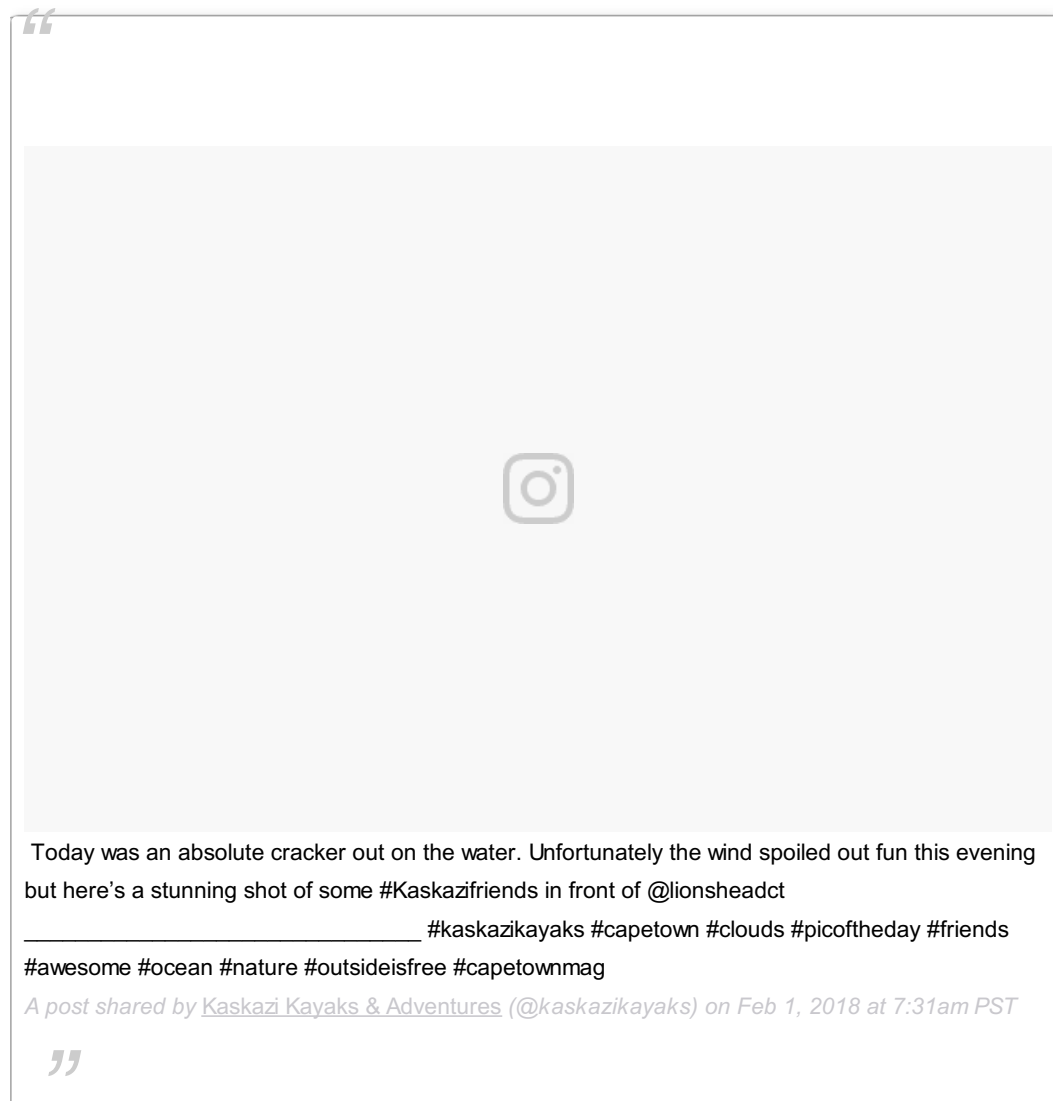 “
Today was an absolute cracker out on the water. Unfortunately the wind spoiled out fun this evening
but here’s a stunning shot of some #Kaskazifriends in front of @lionsheadct
_______________________________ #kaskazikayaks #capetown #clouds #picoftheday #friends
#awesome #ocean #nature #outsideisfree #capetownmag
A post shared by Kaskazi Kayaks & Adventures (@kaskazikayaks) on Feb 1, 2018 at 7:31am PST
”